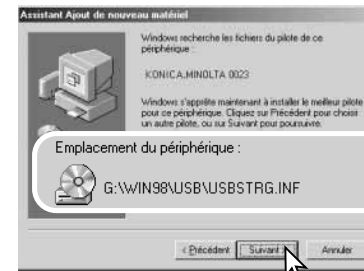 Assistant Ajout de nouveau matériel
Windows recherche les fichiers du pilote de ce
périphérique :
KONICA MINOLTA 0023
Windows s'apprête maintenant à installer le meilleur pilote
pour ce périphérique. Cliquez sur Précédent pour choisir
un autre pilote, ou sur Suivant pour poursuivre.
Emplacement du périphérique :
G:\WIN98\USB\USBSTRG.INF
< Précédent
Suivant >
Annuler